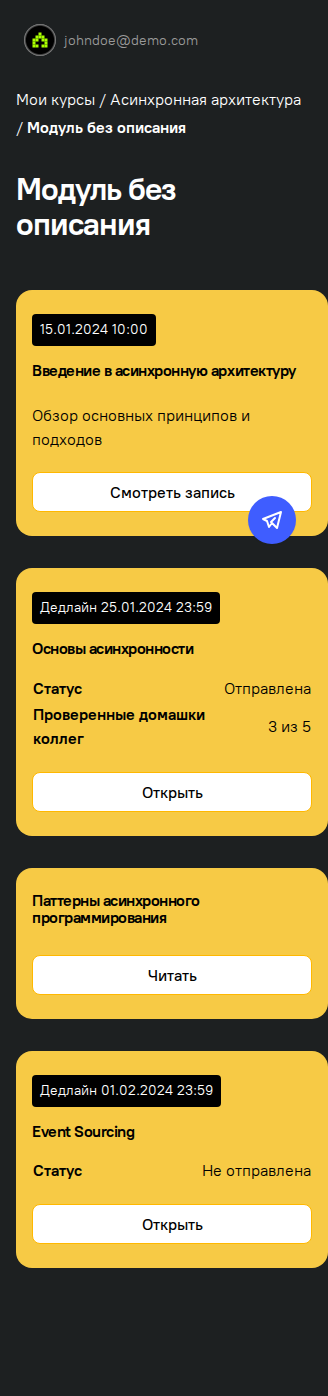 johndoe@demo.com
Мои курсы / Асинхронная архитектура
/ Модуль без описания
Модуль без
описания
15.01.2024 10:00
Введение в асинхронную архитектуру
Обзор основных принципов и
подходов
Смотреть запись
Дедлайн 25.01.2024 23:59
Основы асинхронности
Статус Отправлена
Проверенные домашки
коллег 3 из 5
Открыть
Паттерны асинхронного
программирования
Читать
Дедлайн 01.02.2024 23:59
Event Sourcing
Статус Не отправлена
Открыть